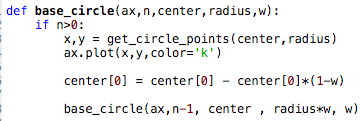 def base_circle(ax,n,center,radius,w):
    if n>0:
        x,y = get_circle_points(center,radius)
        ax.plot(x,y,color='k')
        center[0] = center[0] - center[0]*(1-w)
        base_circle(ax,n-1, center , radius*w, w)